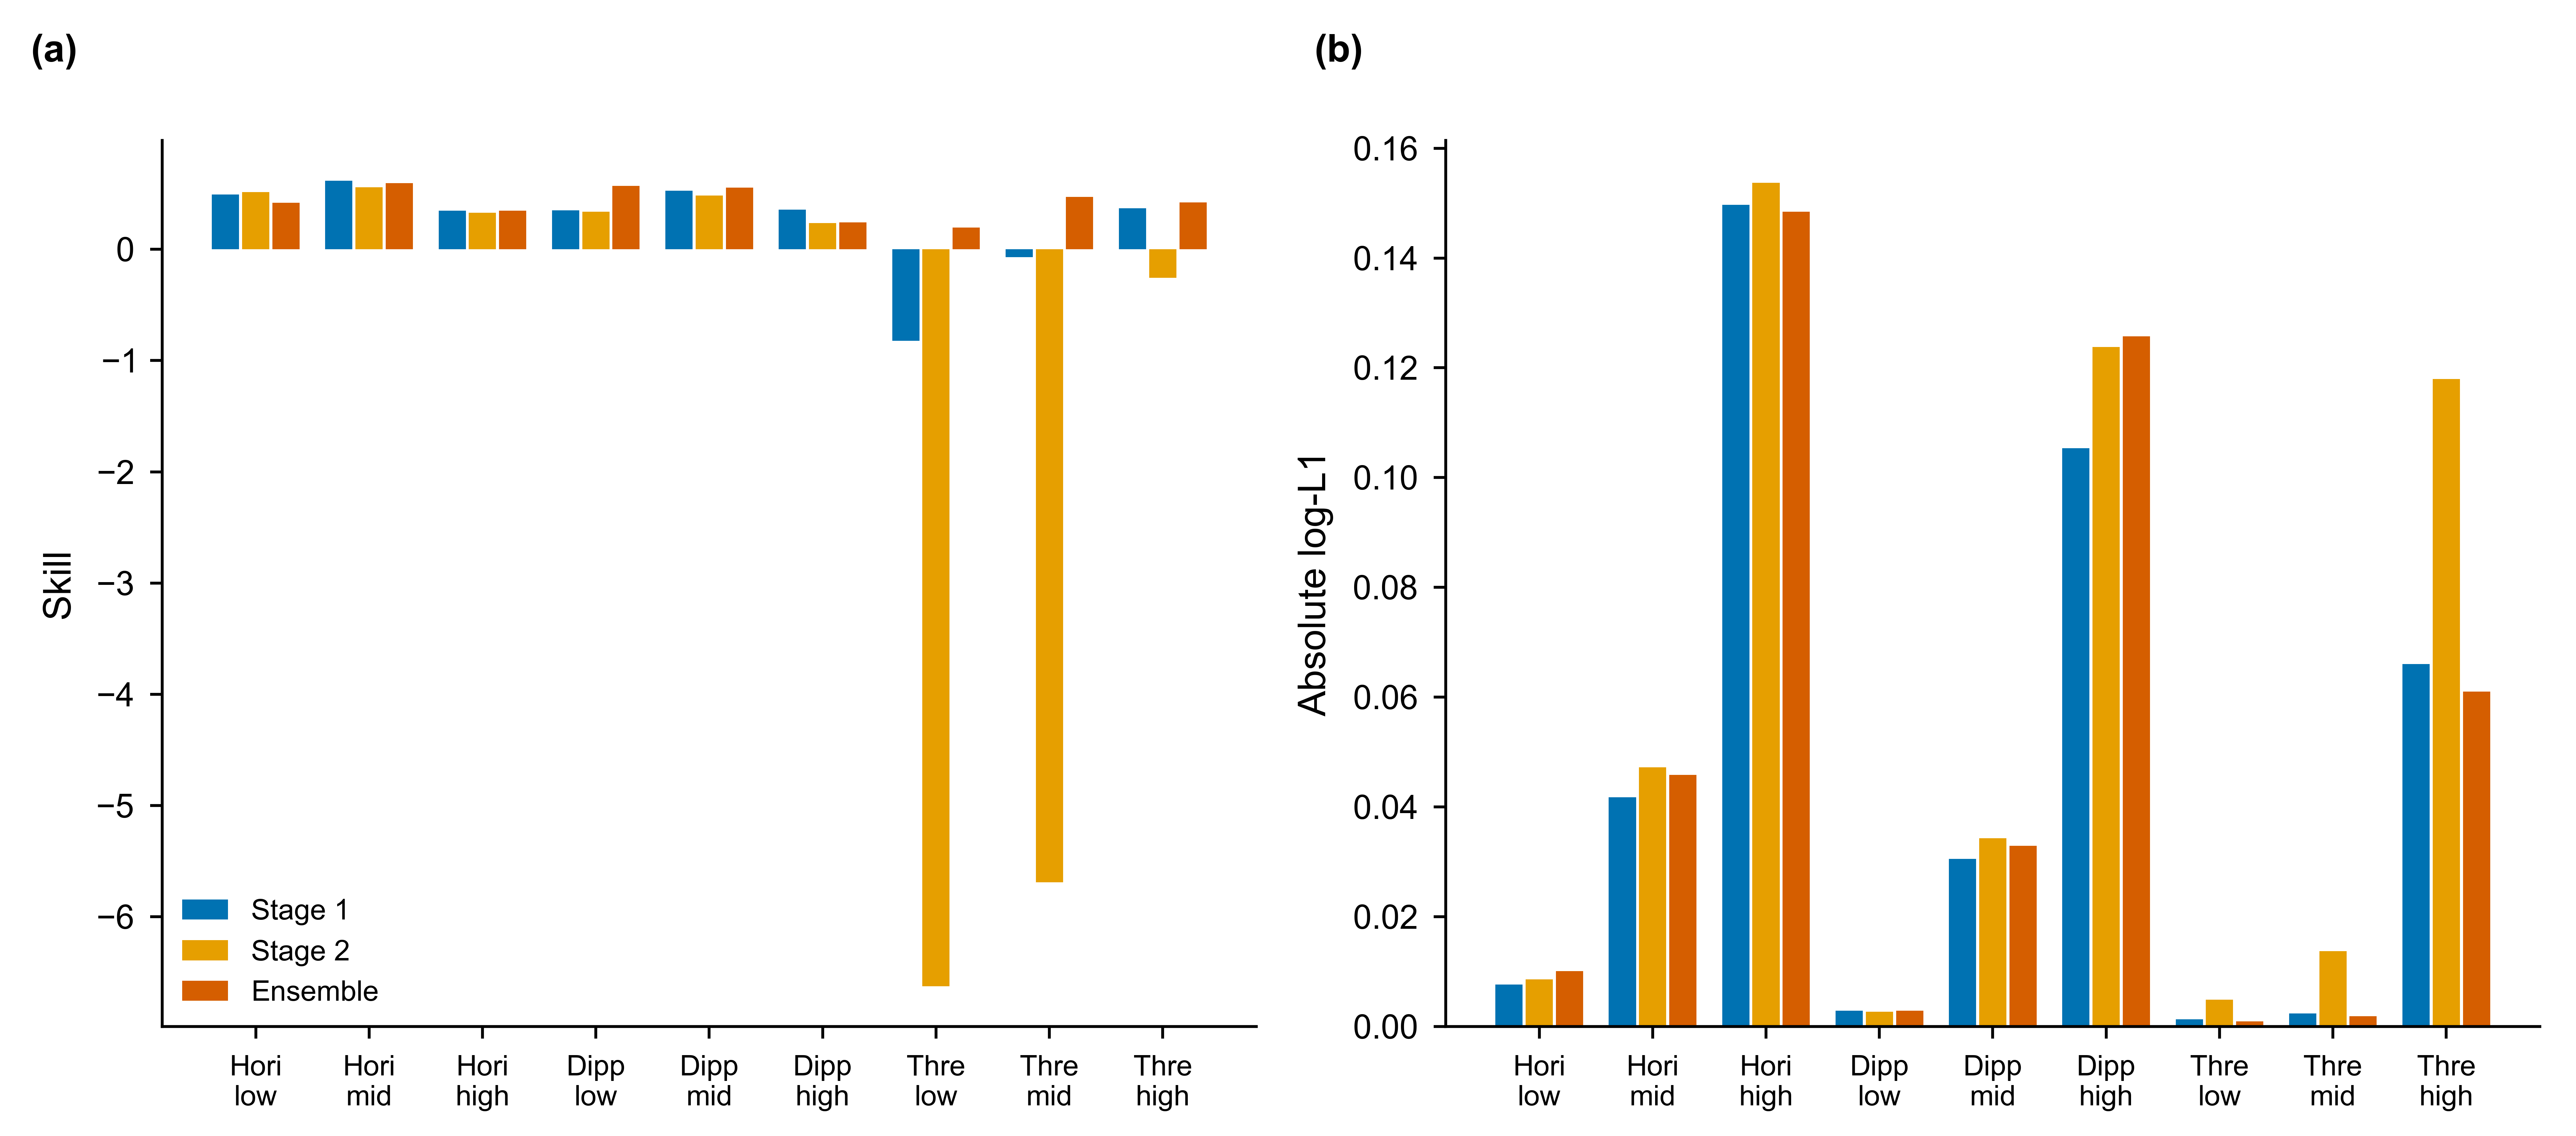 (a)
Skill
0
−1
−2
−3
−4
−5
−6
Stage 1
Stage 2
Ensemble
Hori low
Hori mid
Hori high
Dipp low
Dipp mid
Dipp high
Thre low
Thre mid
Thre high
(b)
Absolute log-L1
0.16
0.14
0.12
0.10
0.08
0.06
0.04
0.02
0.00
Hori low
Hori mid
Hori high
Dipp low
Dipp mid
Dipp high
Thre low
Thre mid
Thre high